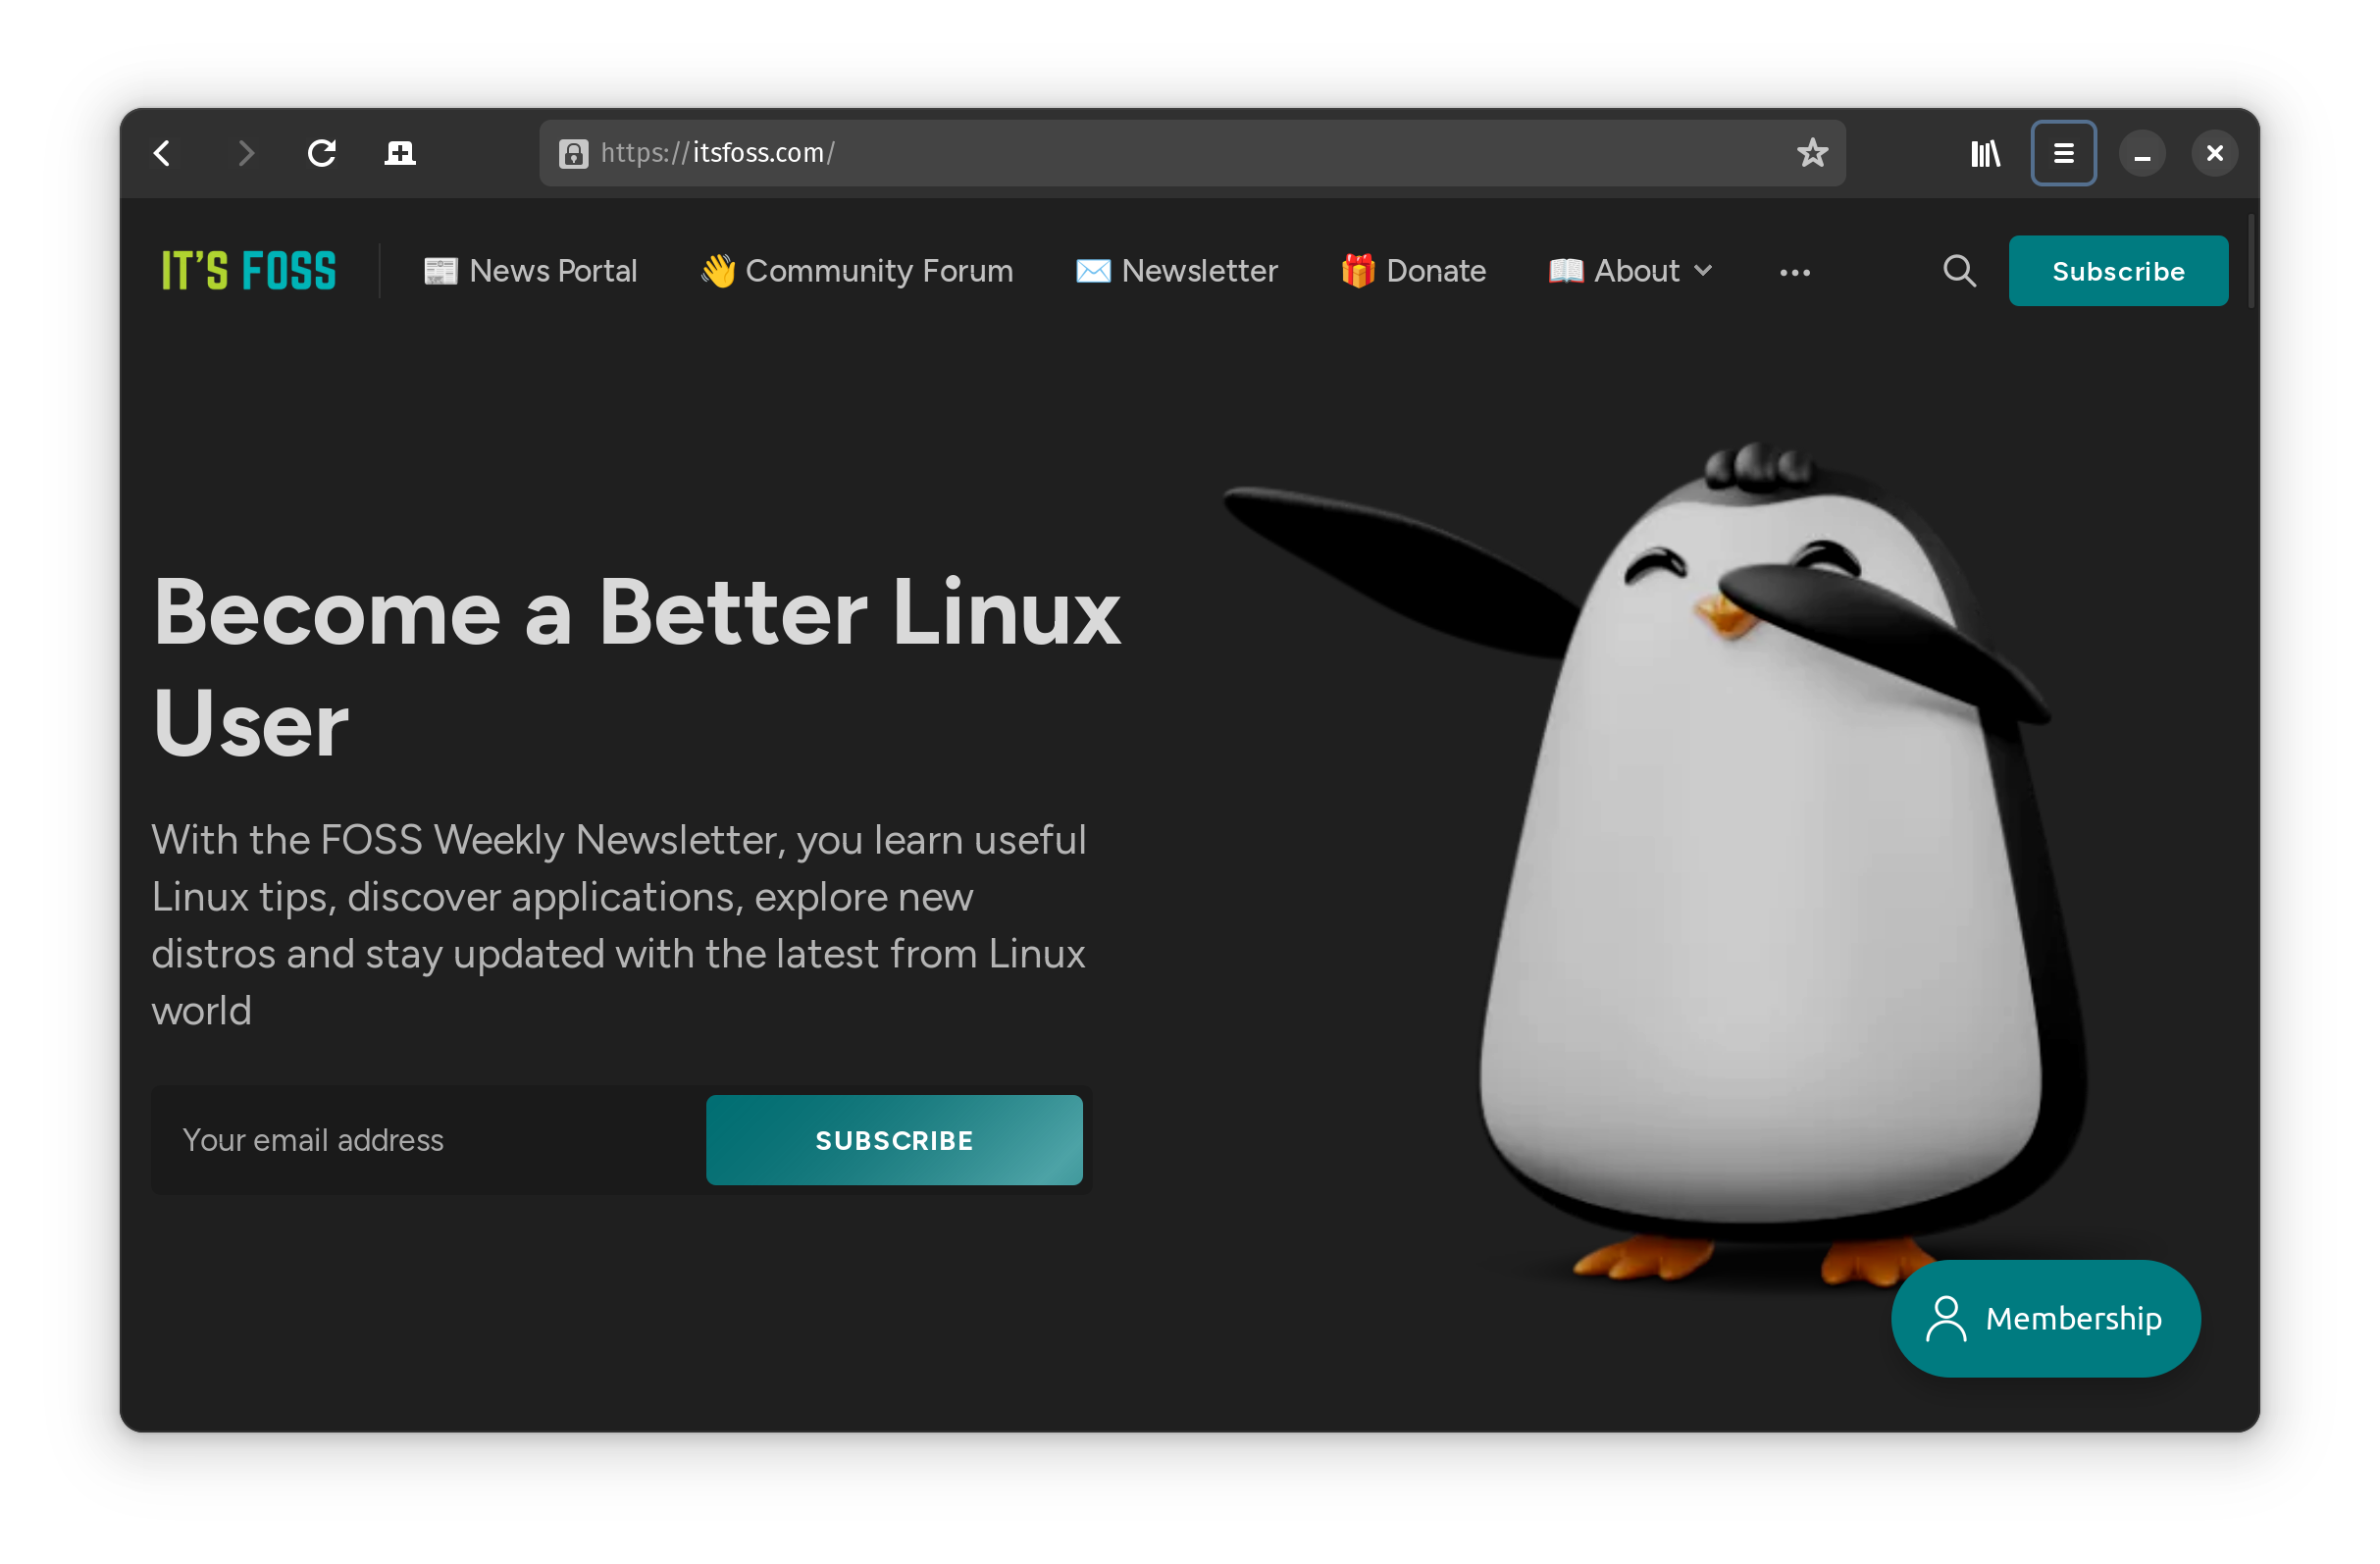 https://itsfoss.com/
IT'S FOSS
📰 News Portal
👋 Community Forum
✉️ Newsletter
🎁 Donate
📖 About
Subscribe
Become a Better Linux
User
With the FOSS Weekly Newsletter, you learn useful
Linux tips, discover applications, explore new
distros and stay updated with the latest from Linux
world
Your email address
SUBSCRIBE
Membership